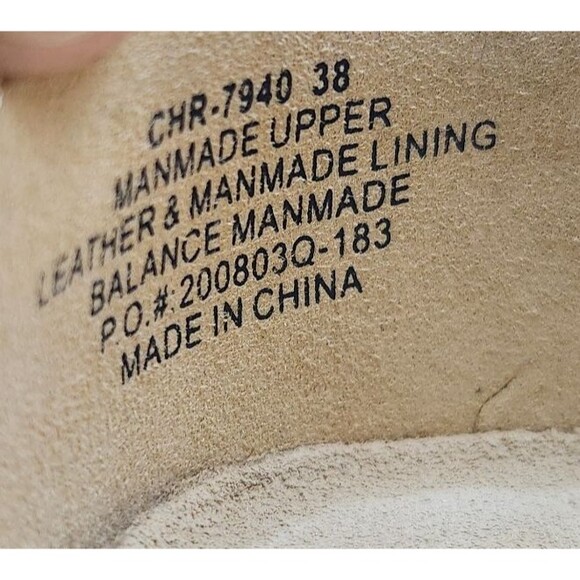 CHR-7940 38
MANMADE UPPER
LEATHER & MANMADE LINING
BALANCE MANMADE
P.O.#:200803Q-183
MADE IN CHINA